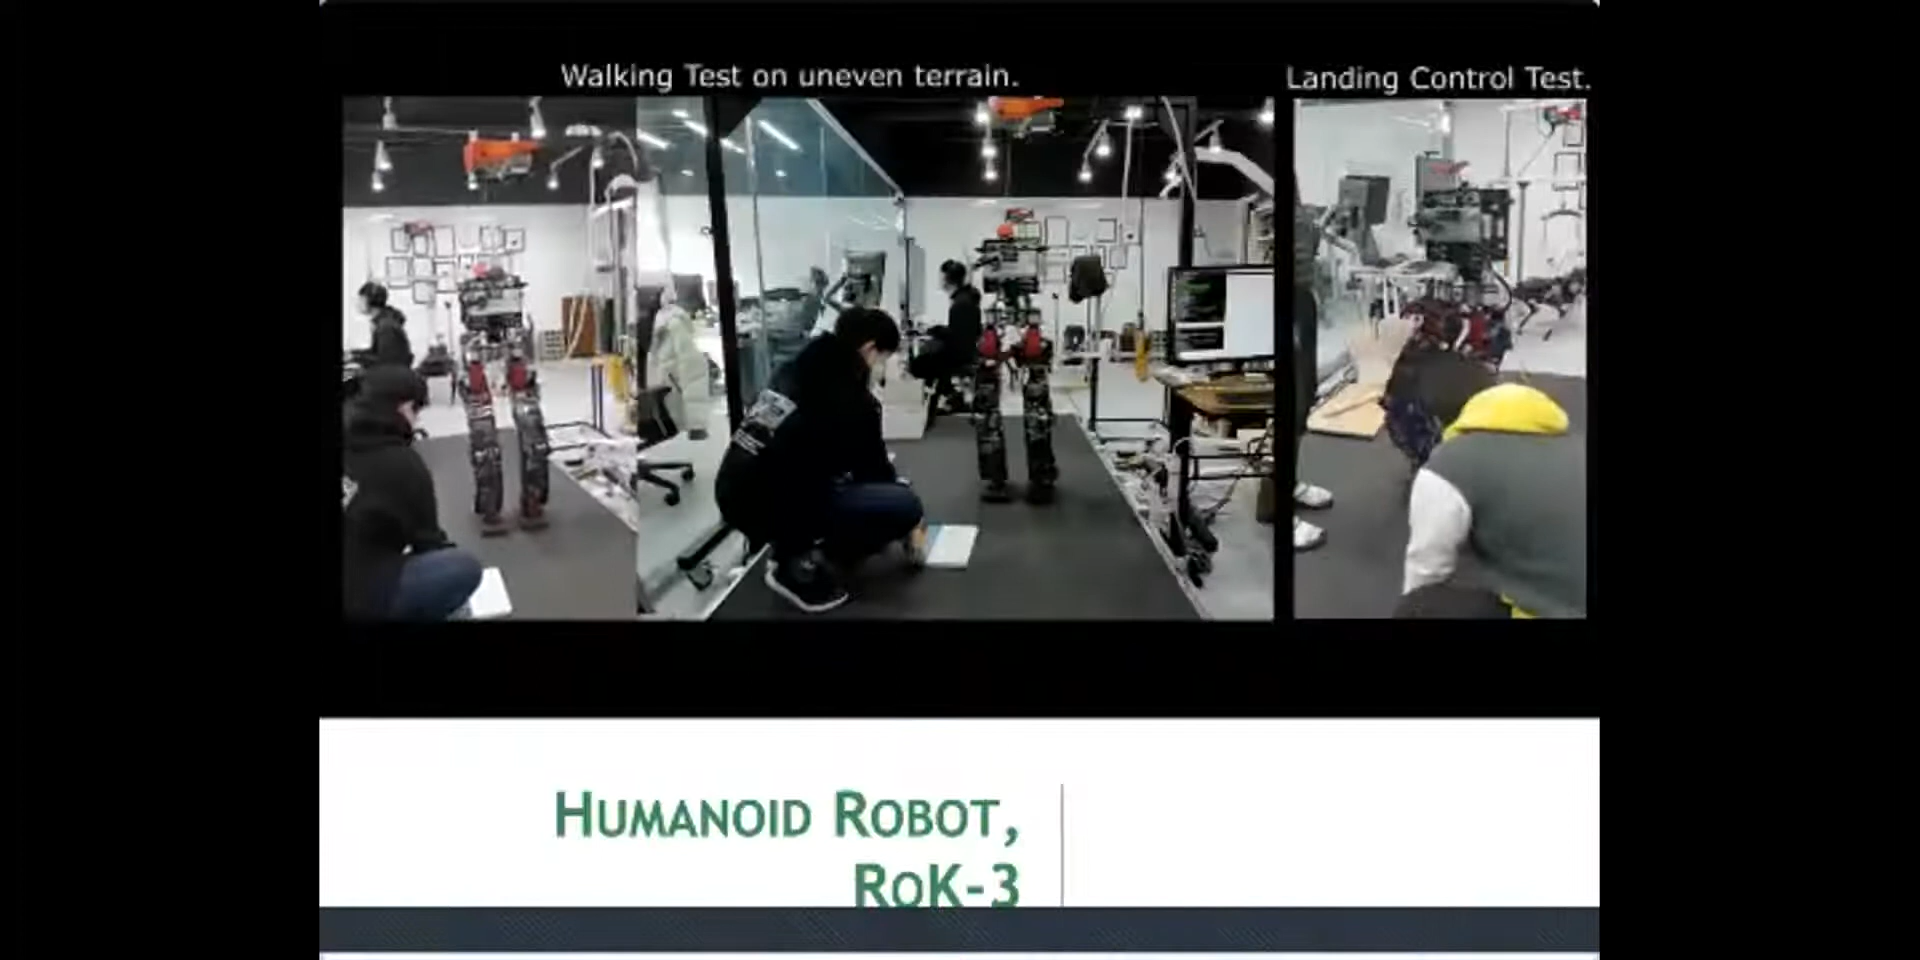 Walking Test on uneven terrain.
Landing Control Test.
HUMANOID ROBOT,
ROK-3